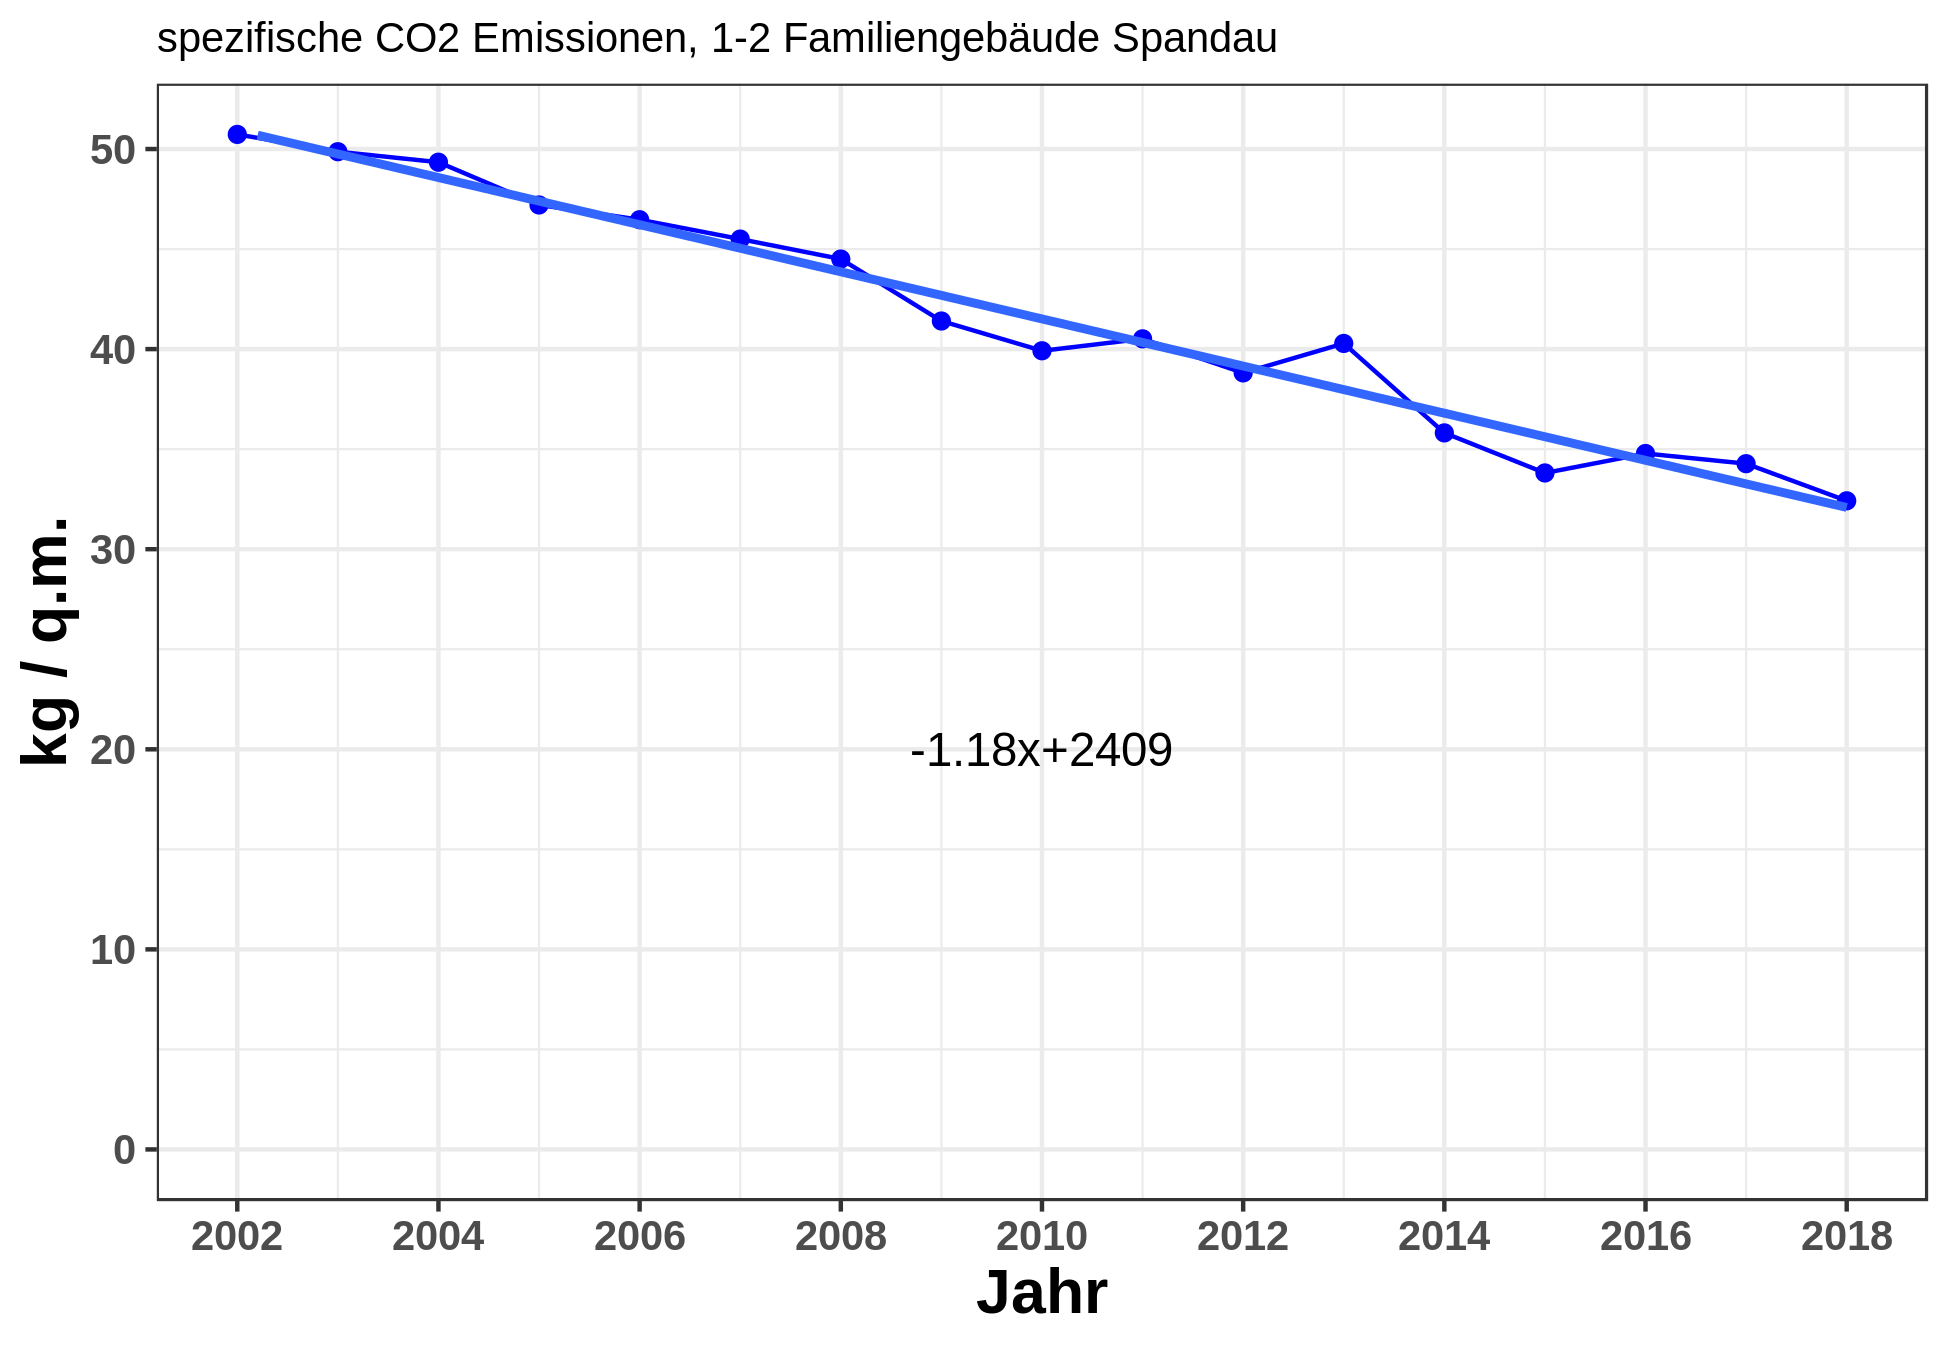 spezifische CO2 Emissionen, 1-2 Familiengebäude Spandau
kg / q.m.
50
40
30
20
10
0
-1.18x+2409
2002 2004 2006 2008 2010 2012 2014 2016 2018
Jahr